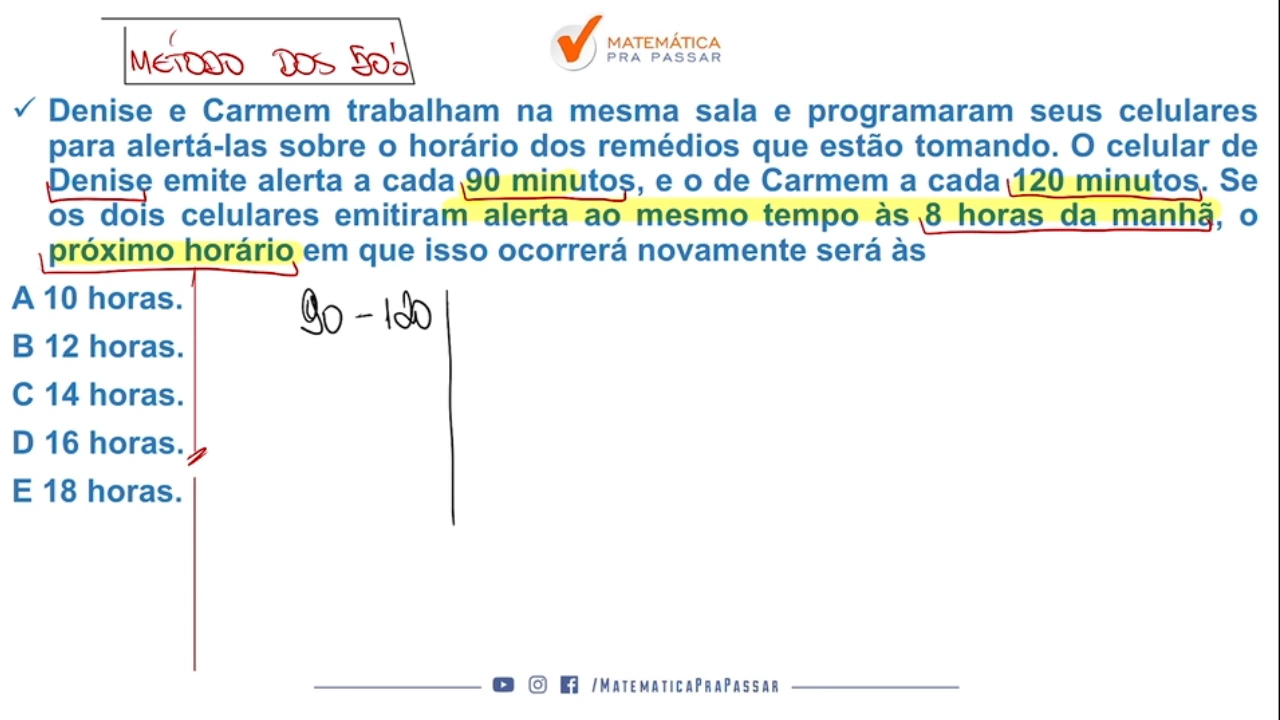 MÉTODO DOS 50's
MATEMÁTICA
PRA PASSAR
✓ Denise e Carmem trabalham na mesma sala e programaram seus celulares
para alertá-las sobre o horário dos remédios que estão tomando. O celular de
Denise emite alerta a cada 90 minutos, e o de Carmem a cada 120 minutos. Se
os dois celulares emitiram alerta ao mesmo tempo às 8 horas da manhã, o
próximo horário em que isso ocorrerá novamente será às
A 10 horas.
B 12 horas.
C 14 horas.
D 16 horas.
E 18 horas.
90 - 120
/MATEMATICAPRAPASSAR